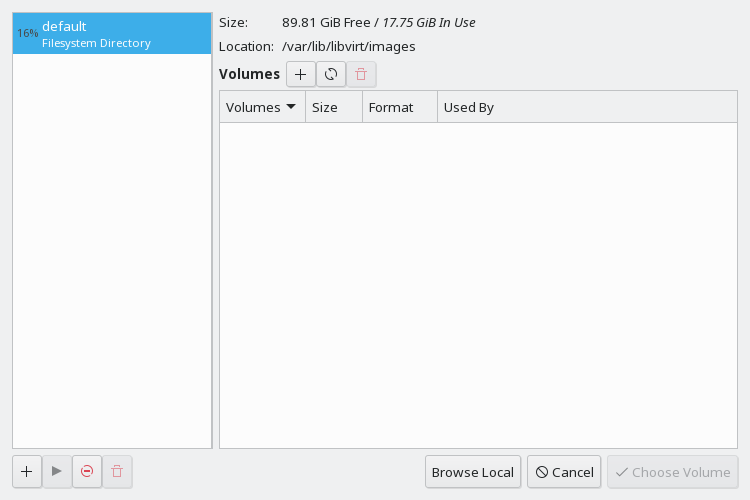 16%
default
Filesystem Directory
Size: 89.81 GiB Free / 17.75 GiB In Use
Location: /var/lib/libvirt/images
Volumes
Volumes Size Format Used By
Browse Local Cancel Choose Volume